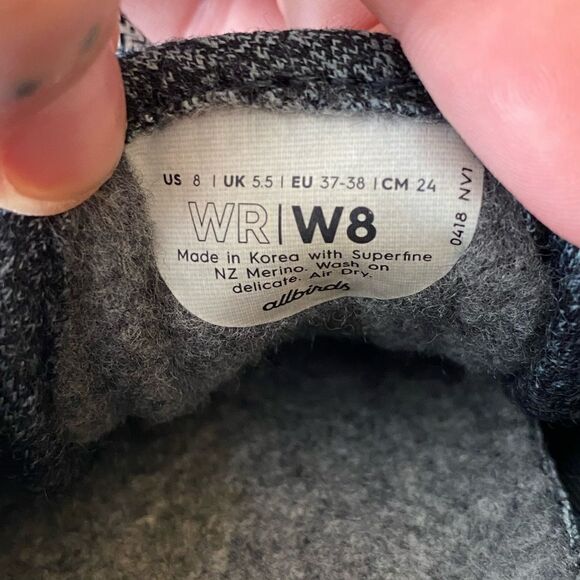 US 8 | UK 5.5 | EU 37-38 | CM 24
WR|W8
Made in Korea with Superfine
NZ Merino. Wash on
delicate. Air Dry.
allbirds
0418 NV1